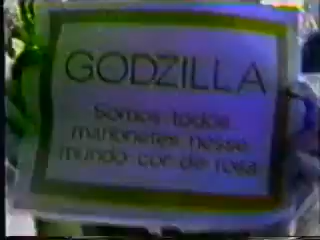 GODZILLA
Somos todos
marionetes nesse
mundo cor de rosa